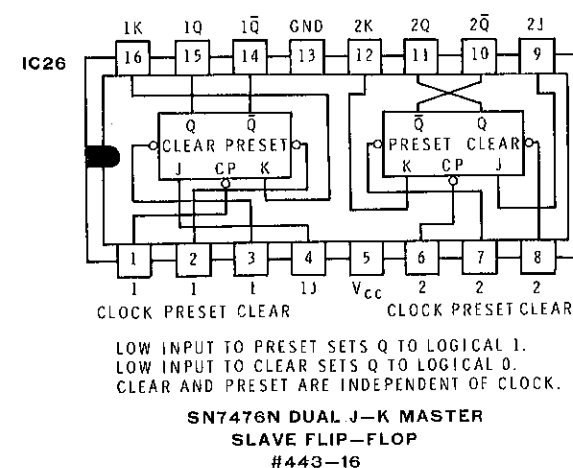 1K 1Q 1Q̅ GND 2K 2Q 2Q̅ 2J
IC26
16 15 14 13 12 11 10 9
Q Q̅
CLEAR PRESET
J CP K
Q̅ Q
PRESET CLEAR
K CP J
1 2 3 4 5 6 7 8
1 1 1 1J VCC 2 2 2
CLOCK PRESET CLEAR CLOCK PRESET CLEAR
LOW INPUT TO PRESET SETS Q TO LOGICAL 1.
LOW INPUT TO CLEAR SETS Q TO LOGICAL 0.
CLEAR AND PRESET ARE INDEPENDENT OF CLOCK.
SN7476N DUAL J–K MASTER
SLAVE FLIP–FLOP
#443–16